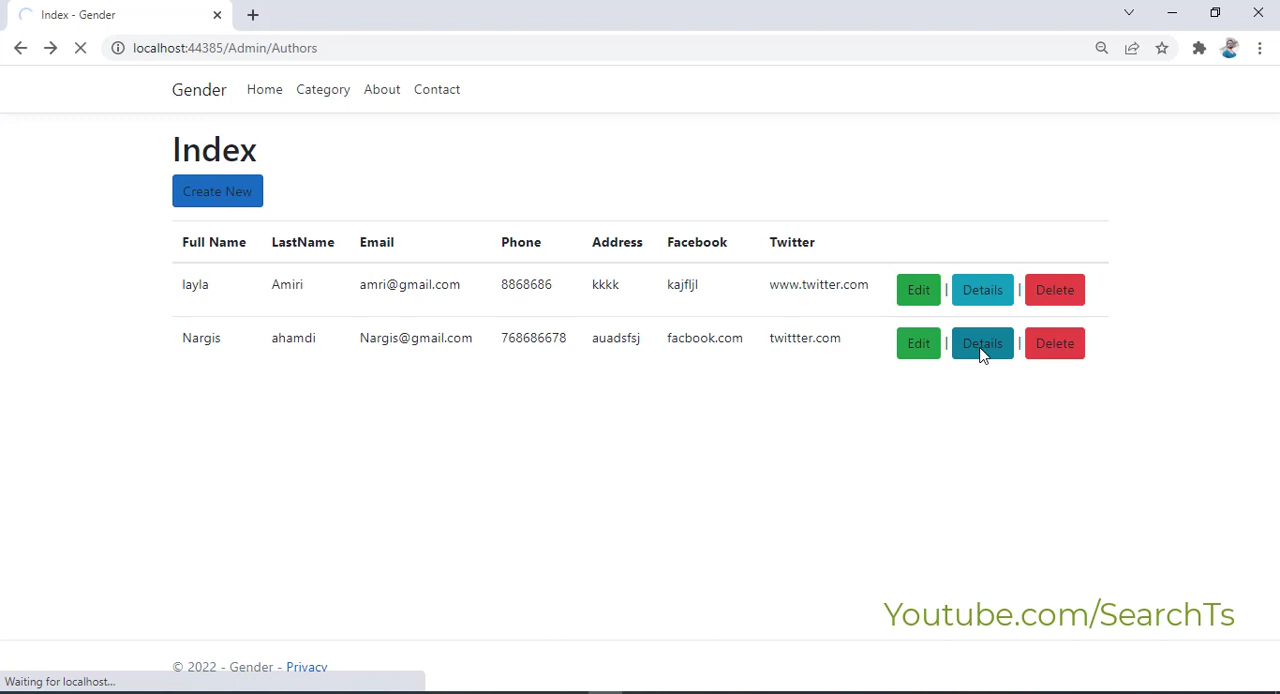 Index - Gender
localhost:44385/Admin/Authors
Gender Home Category About Contact
Index
Create New
Full Name LastName Email Phone Address Facebook Twitter
layla Amiri amri@gmail.com 8868686 kkkk kajfljl www.twitter.com Edit | Details | Delete
Nargis ahamdi Nargis@gmail.com 768686678 auadsfsj facbook.com twittter.com Edit | Details | Delete
Youtube.com/SearchTs
© 2022 - Gender - Privacy
Waiting for localhost...